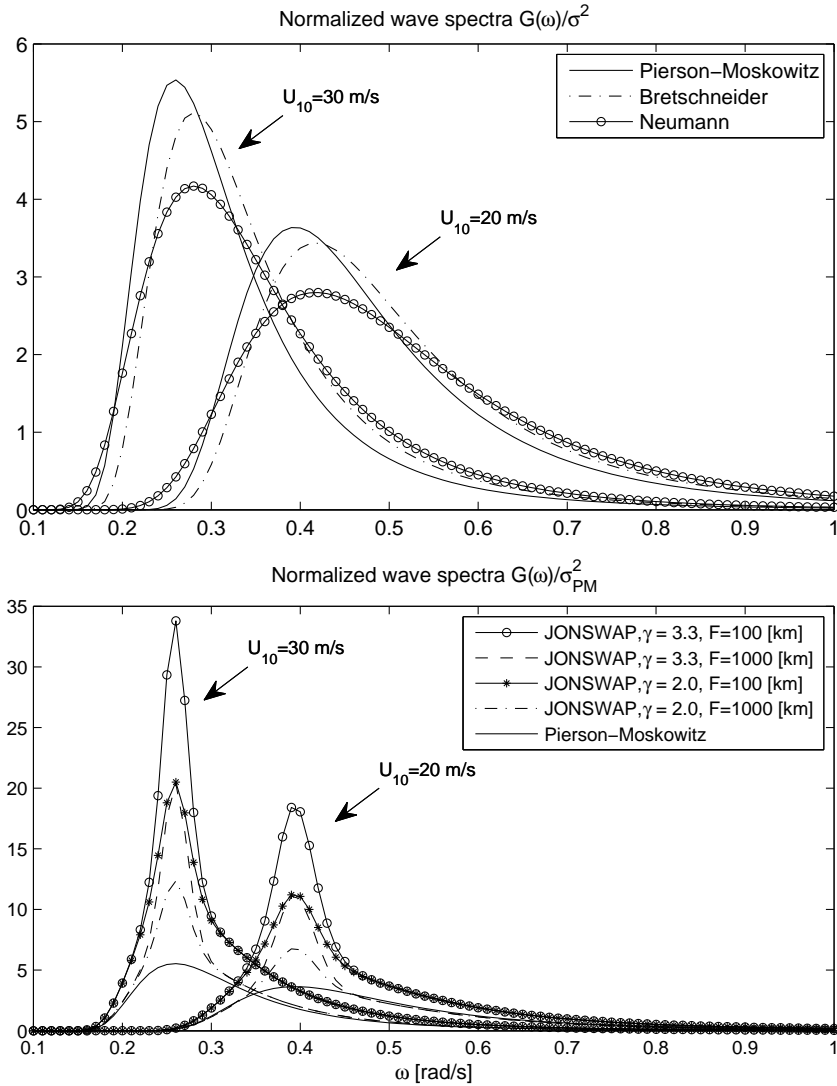 Normalized wave spectra G(ω)/σ²
6
5
4
3
2
1
0
U₁₀=30 m/s
U₁₀=20 m/s
Pierson−Moskowitz
Bretschneider
Neumann
0.1 0.2 0.3 0.4 0.5 0.6 0.7 0.8 0.9 1
Normalized wave spectra G(ω)/σ²PM
35
30
25
20
15
10
5
0
U₁₀=30 m/s
U₁₀=20 m/s
JONSWAP,γ = 3.3, F=100 [km]
JONSWAP,γ = 3.3, F=1000 [km]
JONSWAP,γ = 2.0, F=100 [km]
JONSWAP,γ = 2.0, F=1000 [km]
Pierson−Moskowitz
0.1 0.2 0.3 0.4 0.5 0.6 0.7 0.8 0.9 1
ω [rad/s]